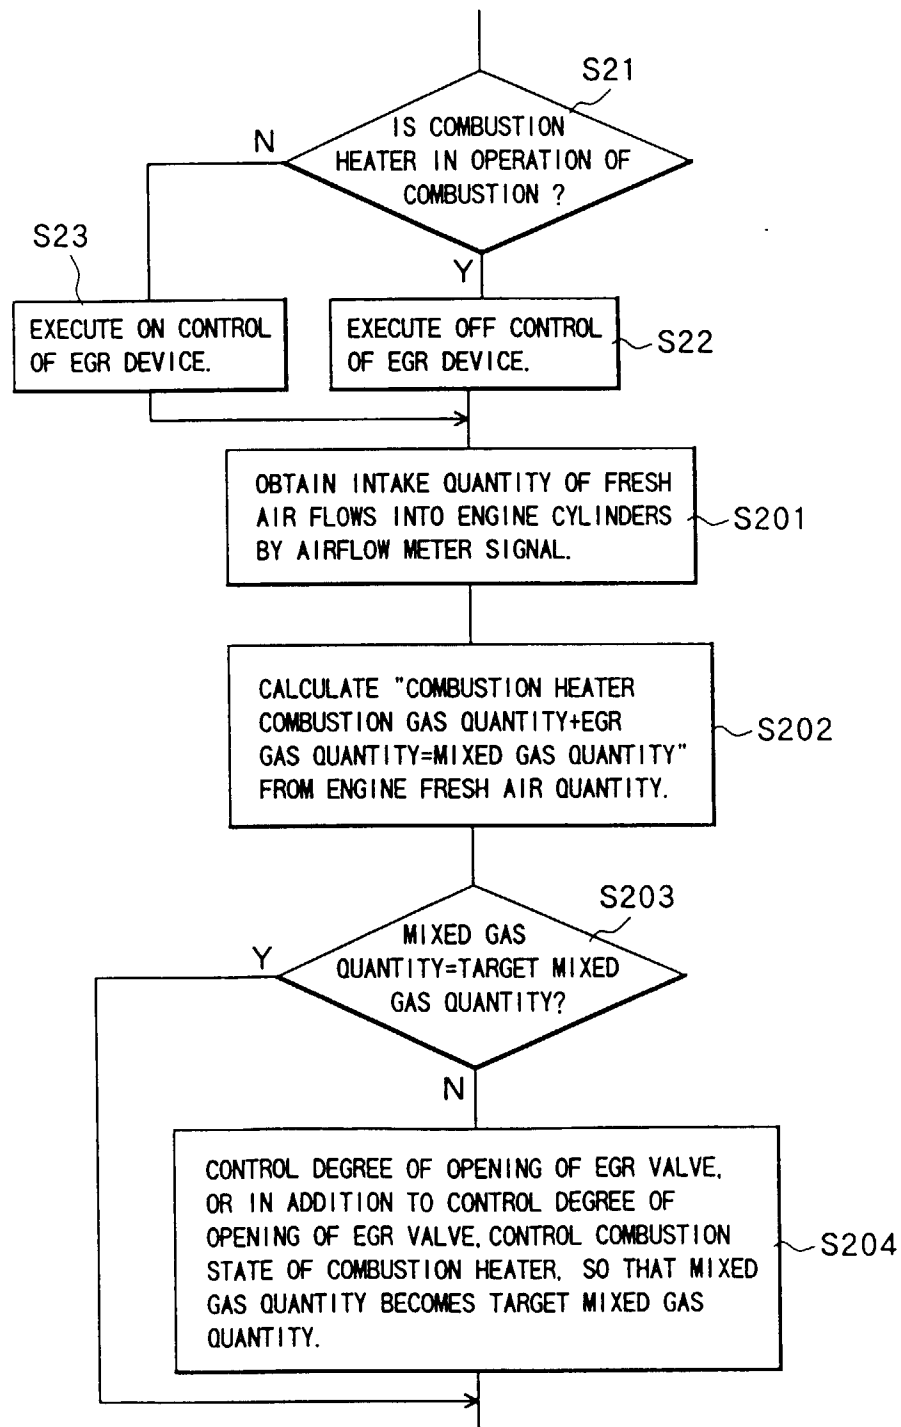 S21
IS COMBUSTION
HEATER IN OPERATION OF
COMBUSTION ?
N
Y
S23
EXECUTE ON CONTROL
OF EGR DEVICE.
EXECUTE OFF CONTROL
OF EGR DEVICE.
S22
OBTAIN INTAKE QUANTITY OF FRESH
AIR FLOWS INTO ENGINE CYLINDERS
BY AIRFLOW METER SIGNAL.
S201
CALCULATE "COMBUSTION HEATER
COMBUSTION GAS QUANTITY+EGR
GAS QUANTITY=MIXED GAS QUANTITY"
FROM ENGINE FRESH AIR QUANTITY.
S202
S203
MIXED GAS
QUANTITY=TARGET MIXED
GAS QUANTITY?
Y
N
CONTROL DEGREE OF OPENING OF EGR VALVE,
OR IN ADDITION TO CONTROL DEGREE OF
OPENING OF EGR VALVE, CONTROL COMBUSTION
STATE OF COMBUSTION HEATER, SO THAT MIXED
GAS QUANTITY BECOMES TARGET MIXED GAS
QUANTITY.
S204